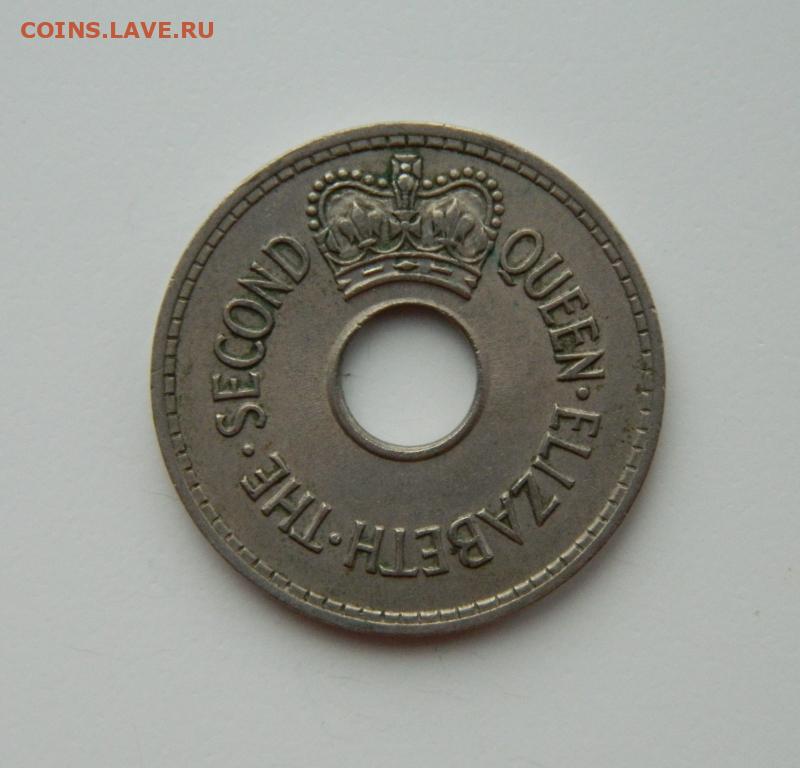 COINS.LAVE.RU
QUEEN · ELIZABETH · THE · SECOND